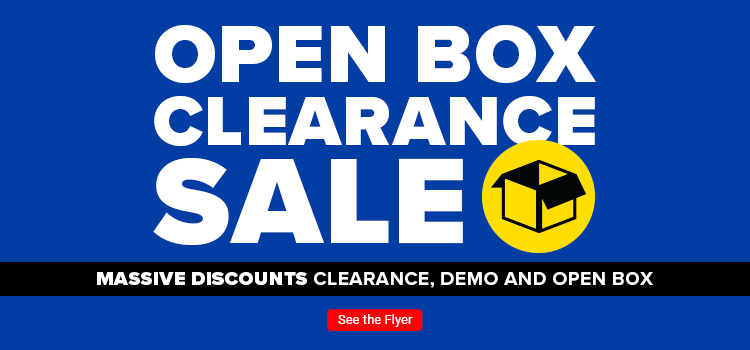 OPEN BOX
CLEARANCE
SALE
MASSIVE DISCOUNTS CLEARANCE, DEMO AND OPEN BOX
See the Flyer